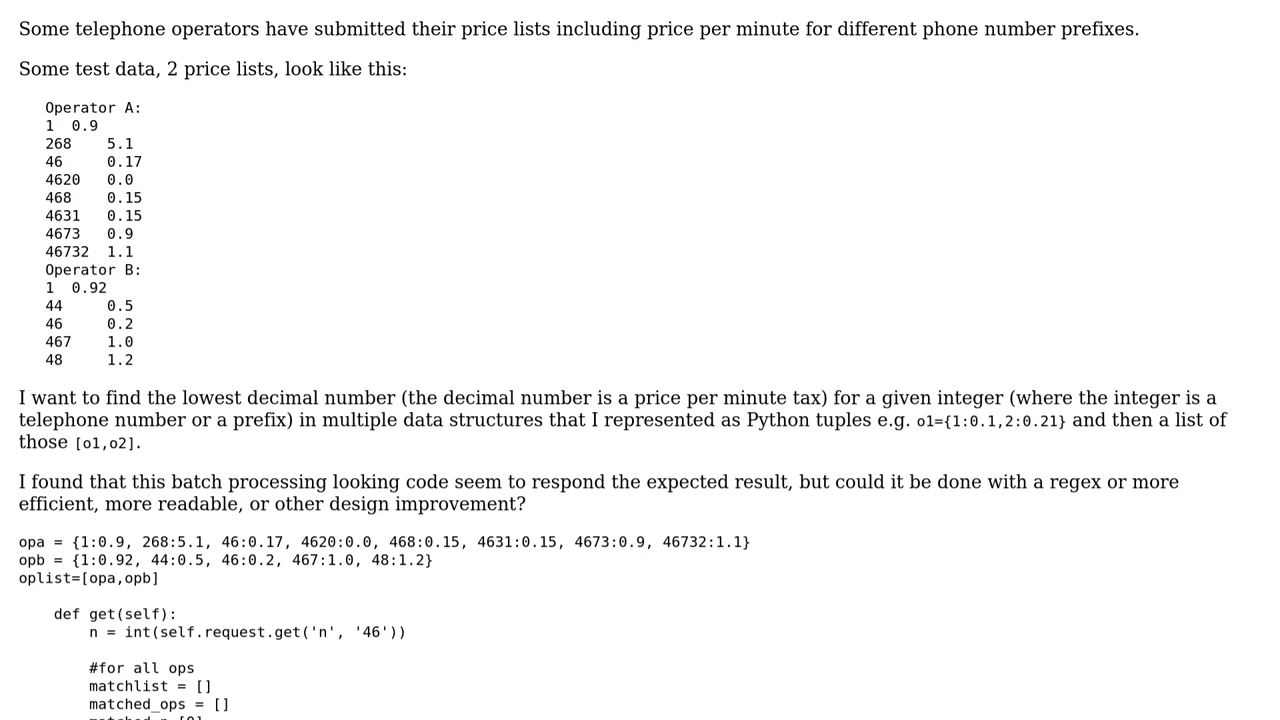 Some telephone operators have submitted their price lists including price per minute for different phone number prefixes.
Some test data, 2 price lists, look like this:
Operator A:
1  0.9
268    5.1
46     0.17
4620   0.0
468    0.15
4631   0.15
4673   0.9
46732  1.1
Operator B:
1  0.92
44     0.5
46     0.2
467    1.0
48     1.2
I want to find the lowest decimal number (the decimal number is a price per minute tax) for a given integer (where the integer is a
telephone number or a prefix) in multiple data structures that I represented as Python tuples e.g. o1={1:0.1,2:0.21} and then a list of
those [o1,o2].
I found that this batch processing looking code seem to respond the expected result, but could it be done with a regex or more
efficient, more readable, or other design improvement?
opa = {1:0.9, 268:5.1, 46:0.17, 4620:0.0, 468:0.15, 4631:0.15, 4673:0.9, 46732:1.1}
opb = {1:0.92, 44:0.5, 46:0.2, 467:1.0, 48:1.2}
oplist=[opa,opb]
    def get(self):
        n = int(self.request.get('n', '46'))
        #for all ops
        matchlist = []
        matched_ops = []